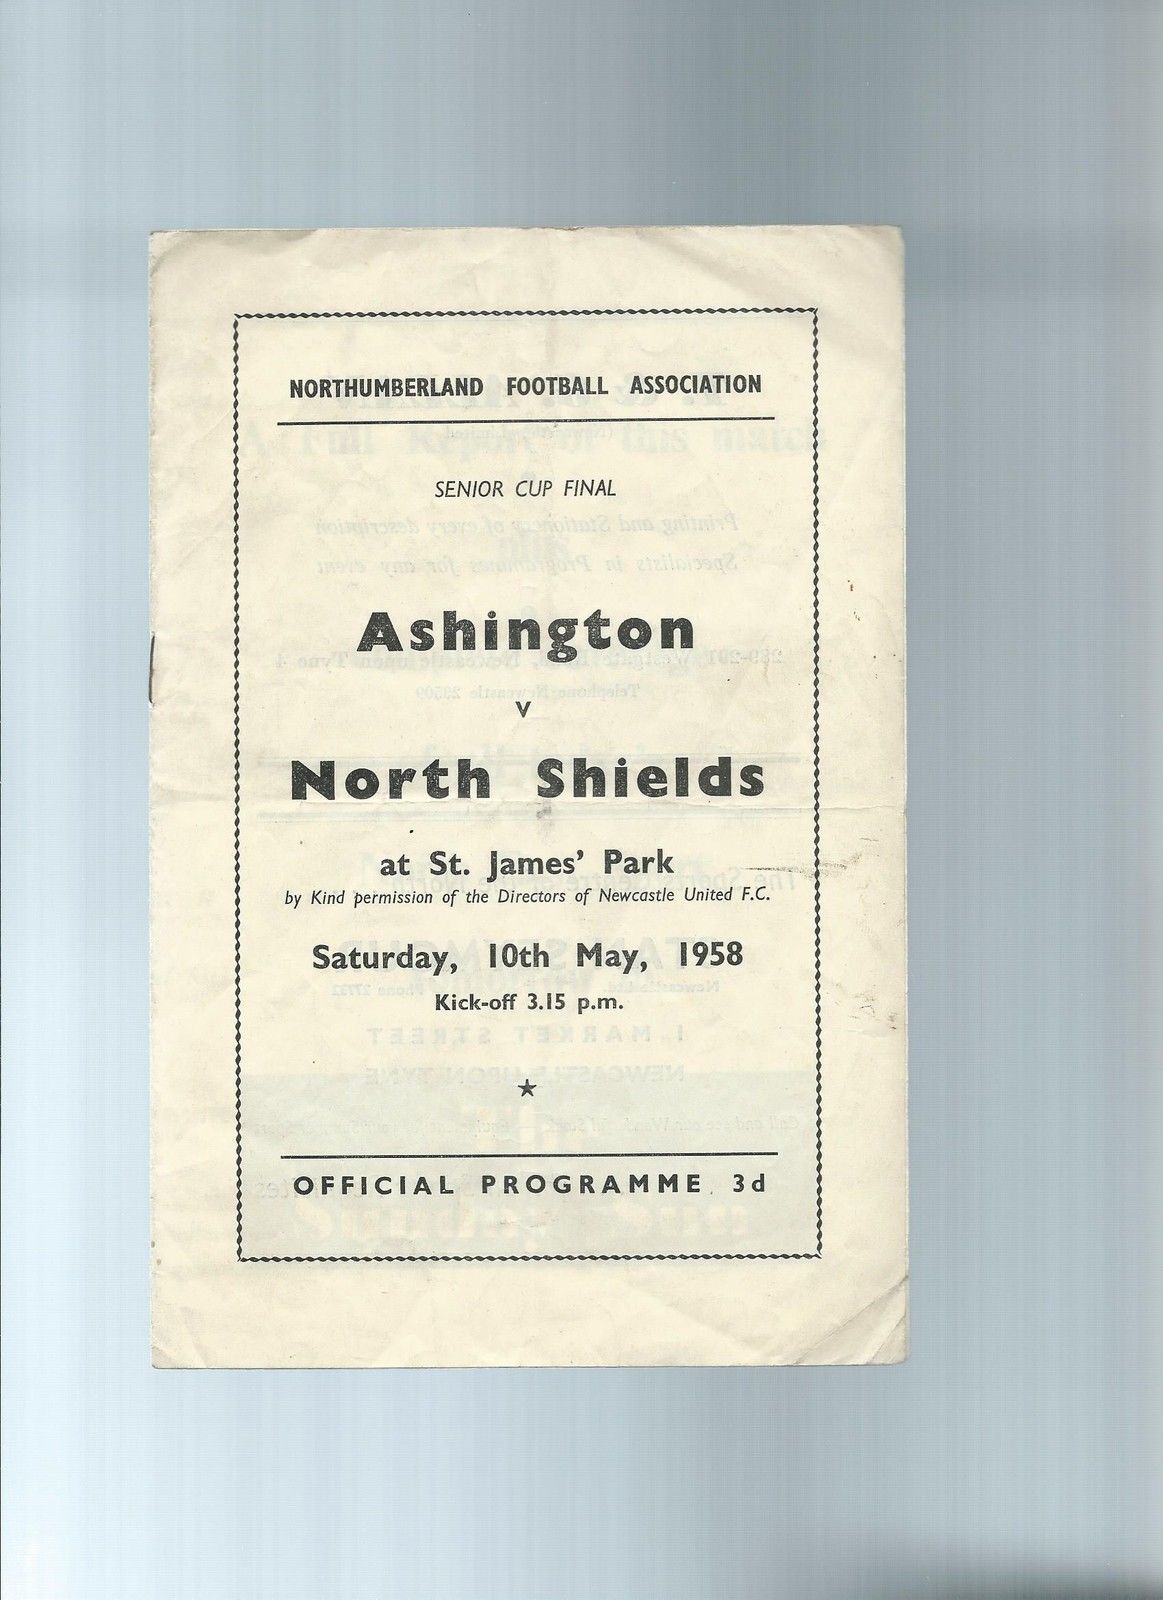 NORTHUMBERLAND FOOTBALL ASSOCIATION
SENIOR CUP FINAL
Ashington
v
North Shields
at St. James' Park
by Kind permission of the Directors of Newcastle United F.C.
Saturday, 10th May, 1958
Kick-off 3.15 p.m.
OFFICIAL PROGRAMME 3d